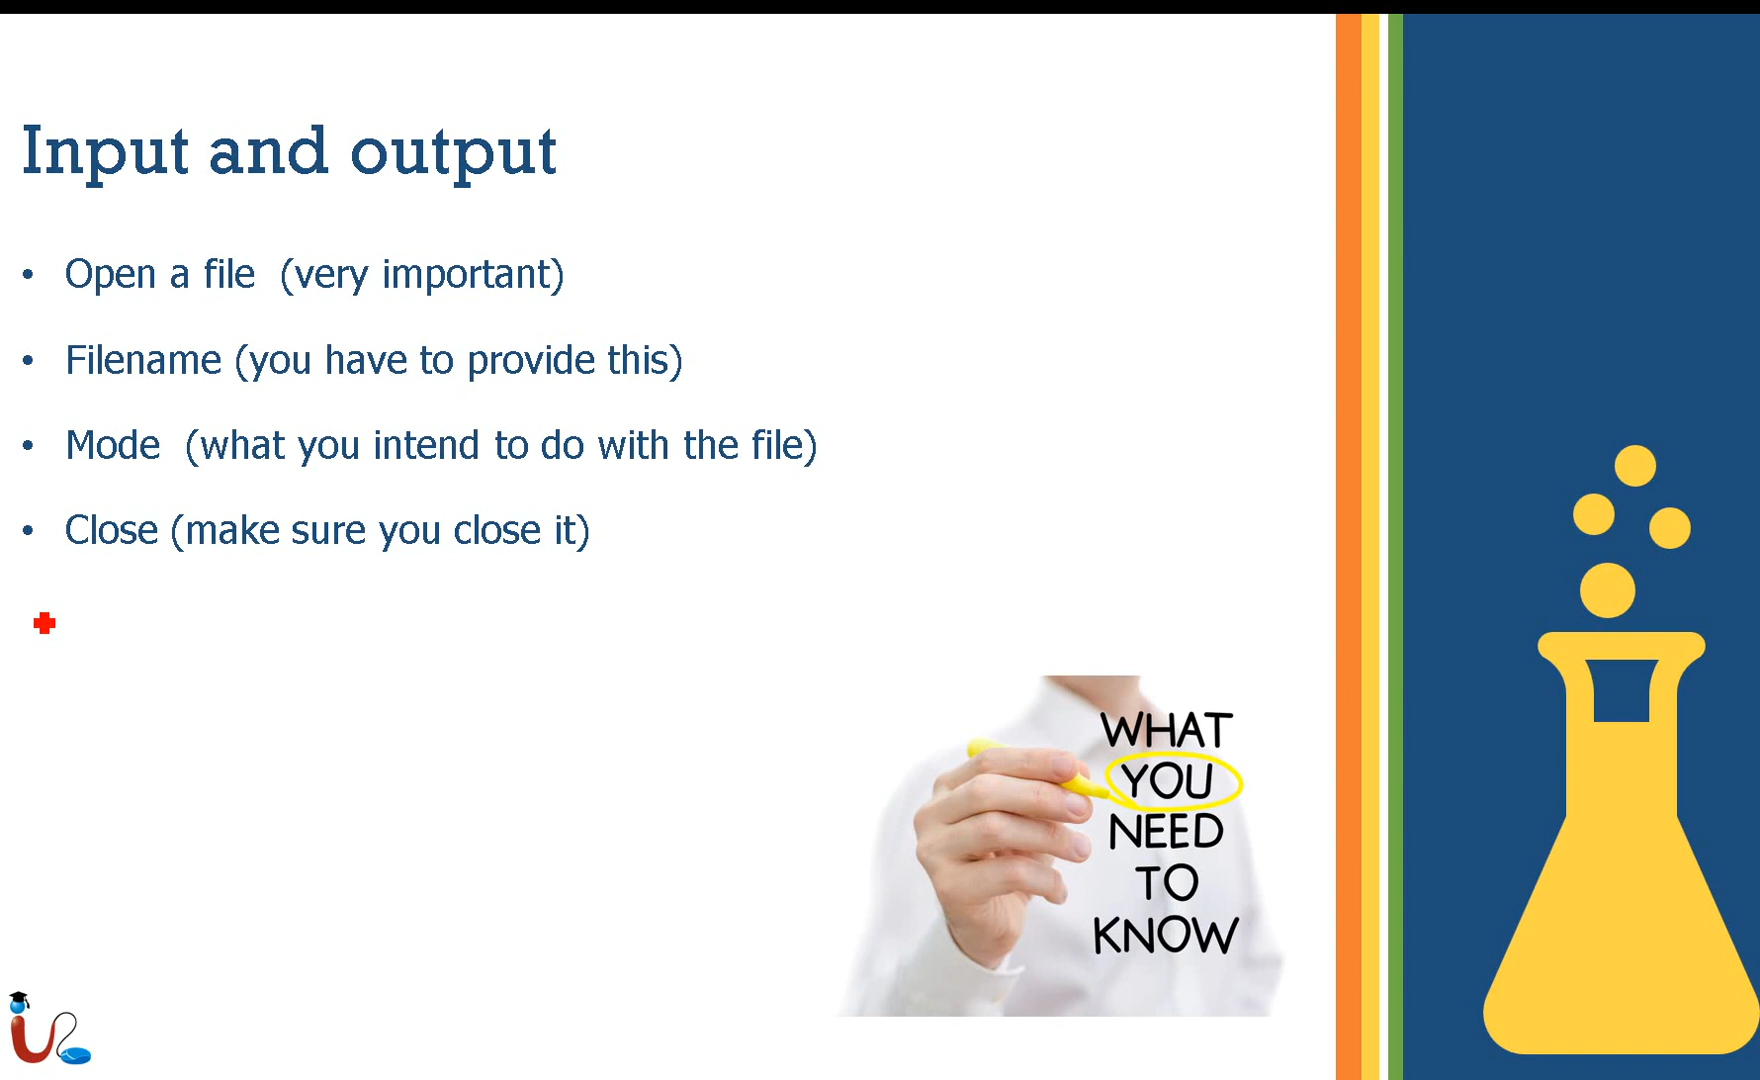 Input and output
• Open a file  (very important)
• Filename (you have to provide this)
• Mode  (what you intend to do with the file)
• Close (make sure you close it)
WHAT
YOU
NEED
TO
KNOW